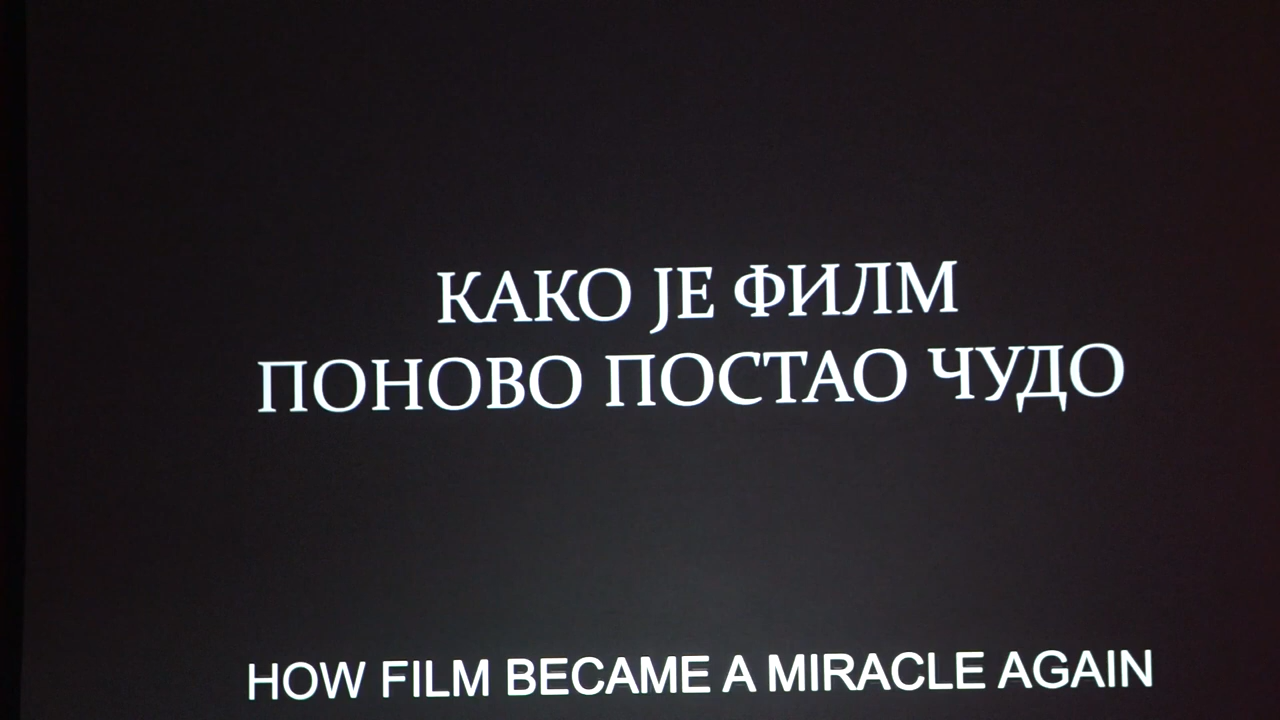 КАКО ЈЕ ФИЛМ
ПОНОВО ПОСТАО ЧУДО
HOW FILM BECAME A MIRACLE AGAIN